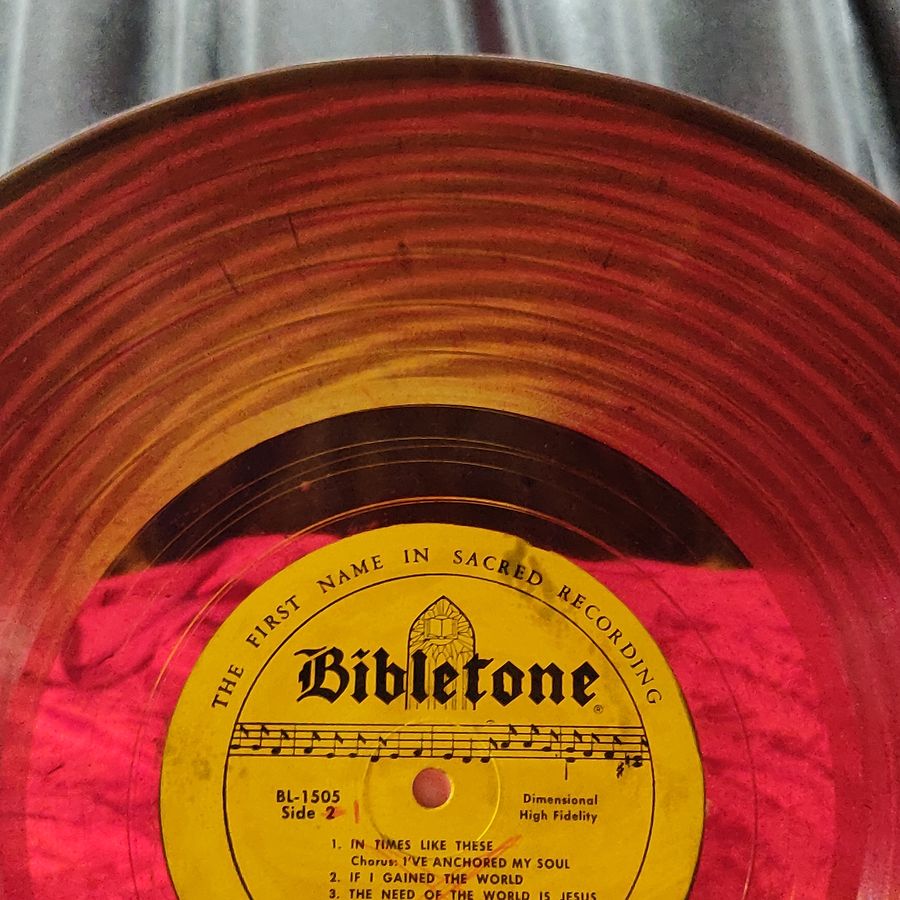 THE FIRST NAME IN SACRED RECORDING
Bibletone ®
BL-1505
Side 2
Dimensional
High Fidelity
1. IN TIMES LIKE THESE
Chorus: I'VE ANCHORED MY SOUL
2. IF I GAINED THE WORLD
3. THE NEED OF THE WORLD IS JESUS